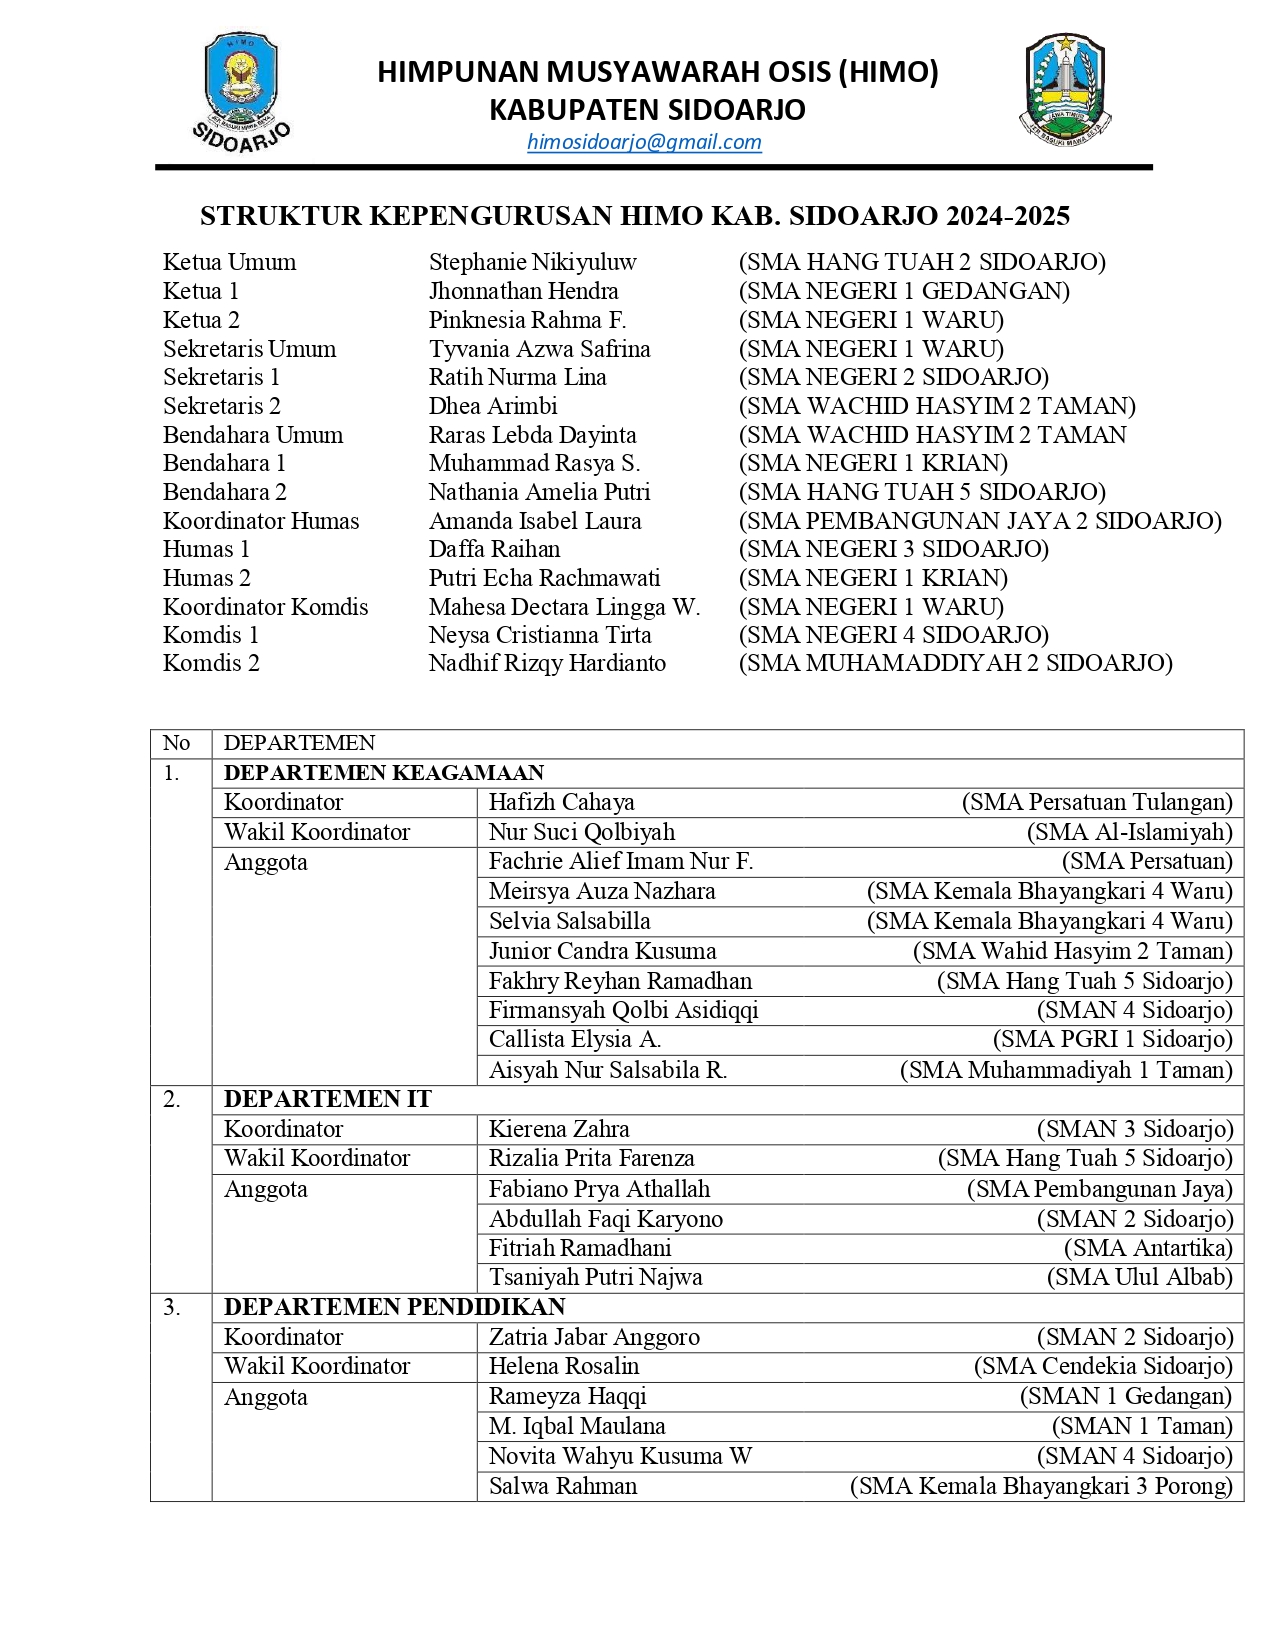 HIMO
JER BASUKI MAWA BEYA
SIDOARJO
HIMPUNAN MUSYAWARAH OSIS (HIMO)
KABUPATEN SIDOARJO
himosidoarjo@gmail.com
JAWA TIMUR
JER BASUKI MAWA BEYA
STRUKTUR KEPENGURUSAN HIMO KAB. SIDOARJO 2024-2025
Ketua Umum Stephanie Nikiyuluw (SMA HANG TUAH 2 SIDOARJO)
Ketua 1 Jhonnathan Hendra (SMA NEGERI 1 GEDANGAN)
Ketua 2 Pinknesia Rahma F. (SMA NEGERI 1 WARU)
Sekretaris Umum Tyvania Azwa Safrina (SMA NEGERI 1 WARU)
Sekretaris 1 Ratih Nurma Lina (SMA NEGERI 2 SIDOARJO)
Sekretaris 2 Dhea Arimbi (SMA WACHID HASYIM 2 TAMAN)
Bendahara Umum Raras Lebda Dayinta (SMA WACHID HASYIM 2 TAMAN
Bendahara 1 Muhammad Rasya S. (SMA NEGERI 1 KRIAN)
Bendahara 2 Nathania Amelia Putri (SMA HANG TUAH 5 SIDOARJO)
Koordinator Humas Amanda Isabel Laura (SMA PEMBANGUNAN JAYA 2 SIDOARJO)
Humas 1 Daffa Raihan (SMA NEGERI 3 SIDOARJO)
Humas 2 Putri Echa Rachmawati (SMA NEGERI 1 KRIAN)
Koordinator Komdis Mahesa Dectara Lingga W. (SMA NEGERI 1 WARU)
Komdis 1 Neysa Cristianna Tirta (SMA NEGERI 4 SIDOARJO)
Komdis 2 Nadhif Rizqy Hardianto (SMA MUHAMADDIYAH 2 SIDOARJO)
No DEPARTEMEN
1. DEPARTEMEN KEAGAMAAN
Koordinator Hafizh Cahaya (SMA Persatuan Tulangan)
Wakil Koordinator Nur Suci Qolbiyah (SMA Al-Islamiyah)
Anggota Fachrie Alief Imam Nur F. (SMA Persatuan)
Meirsya Auza Nazhara (SMA Kemala Bhayangkari 4 Waru)
Selvia Salsabilla (SMA Kemala Bhayangkari 4 Waru)
Junior Candra Kusuma (SMA Wahid Hasyim 2 Taman)
Fakhry Reyhan Ramadhan (SMA Hang Tuah 5 Sidoarjo)
Firmansyah Qolbi Asidiqqi (SMAN 4 Sidoarjo)
Callista Elysia A. (SMA PGRI 1 Sidoarjo)
Aisyah Nur Salsabila R. (SMA Muhammadiyah 1 Taman)
2. DEPARTEMEN IT
Koordinator Kierena Zahra (SMAN 3 Sidoarjo)
Wakil Koordinator Rizalia Prita Farenza (SMA Hang Tuah 5 Sidoarjo)
Anggota Fabiano Prya Athallah (SMA Pembangunan Jaya)
Abdullah Faqi Karyono (SMAN 2 Sidoarjo)
Fitriah Ramadhani (SMA Antartika)
Tsaniyah Putri Najwa (SMA Ulul Albab)
3. DEPARTEMEN PENDIDIKAN
Koordinator Zatria Jabar Anggoro (SMAN 2 Sidoarjo)
Wakil Koordinator Helena Rosalin (SMA Cendekia Sidoarjo)
Anggota Rameyza Haqqi (SMAN 1 Gedangan)
M. Iqbal Maulana (SMAN 1 Taman)
Novita Wahyu Kusuma W (SMAN 4 Sidoarjo)
Salwa Rahman (SMA Kemala Bhayangkari 3 Porong)